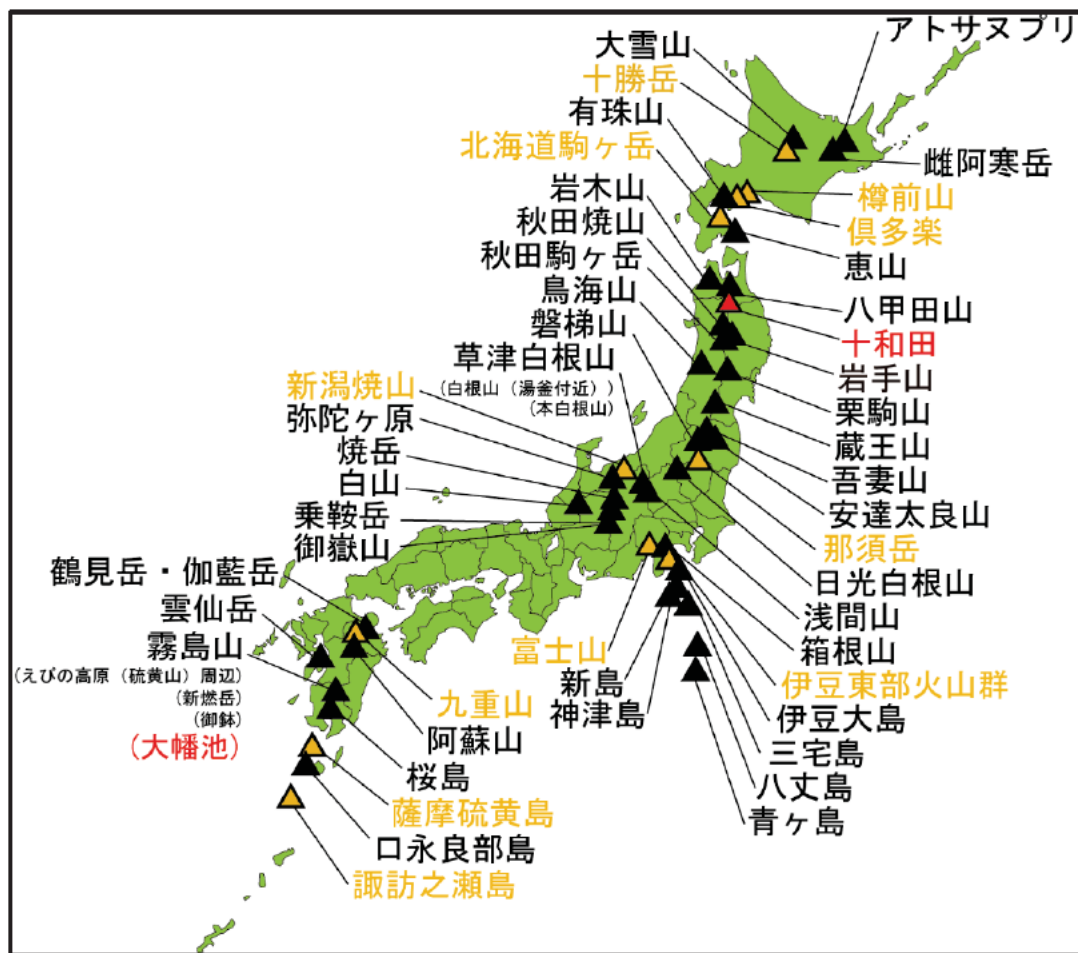 アトサヌプリ
大雪山
十勝岳
有珠山
北海道駒ヶ岳
雌阿寒岳
岩木山
樽前山
秋田焼山
倶多楽
秋田駒ヶ岳
恵山
鳥海山
八甲田山
磐梯山
十和田
草津白根山
(白根山(湯釜付近))
(本白根山)
岩手山
新潟焼山
栗駒山
弥陀ヶ原
蔵王山
焼岳
吾妻山
白山
安達太良山
乗鞍岳
那須岳
御嶽山
日光白根山
鶴見岳・伽藍岳
浅間山
雲仙岳
箱根山
霧島山
(えびの高原(硫黄山)周辺)
(新燃岳)
(御鉢)
(大幡池)
富士山
新島
神津島
伊豆東部火山群
伊豆大島
三宅島
八丈島
青ヶ島
九重山
阿蘇山
桜島
薩摩硫黄島
口永良部島
諏訪之瀬島